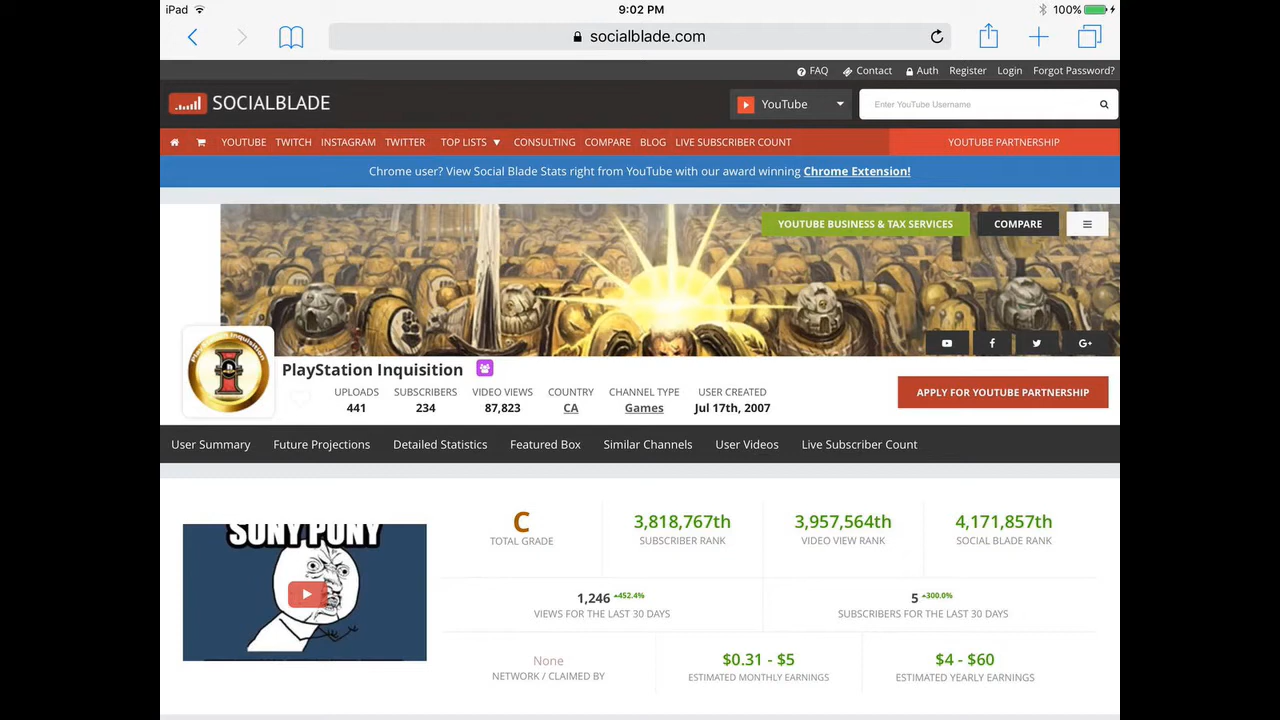 iPad 9:02 PM 100%
socialblade.com
FAQ Contact Auth Register Login Forgot Password?
SOCIALBLADE YouTube Enter YouTube Username
YOUTUBE TWITCH INSTAGRAM TWITTER TOP LISTS CONSULTING COMPARE BLOG LIVE SUBSCRIBER COUNT YOUTUBE PARTNERSHIP
Chrome user? View Social Blade Stats right from YouTube with our award winning Chrome Extension!
YOUTUBE BUSINESS & TAX SERVICES COMPARE
G+
PlayStation Inquisition
PlayStation Inquisition
UPLOADS SUBSCRIBERS VIDEO VIEWS COUNTRY CHANNEL TYPE USER CREATED
441 234 87,823 CA Games Jul 17th, 2007
APPLY FOR YOUTUBE PARTNERSHIP
User Summary Future Projections Detailed Statistics Featured Box Similar Channels User Videos Live Subscriber Count
SONY PONY
C 3,818,767th 3,957,564th 4,171,857th
TOTAL GRADE SUBSCRIBER RANK VIDEO VIEW RANK SOCIAL BLADE RANK
1,246 452.4% 5 300.0%
VIEWS FOR THE LAST 30 DAYS SUBSCRIBERS FOR THE LAST 30 DAYS
None $0.31 - $5 $4 - $60
NETWORK / CLAIMED BY ESTIMATED MONTHLY EARNINGS ESTIMATED YEARLY EARNINGS